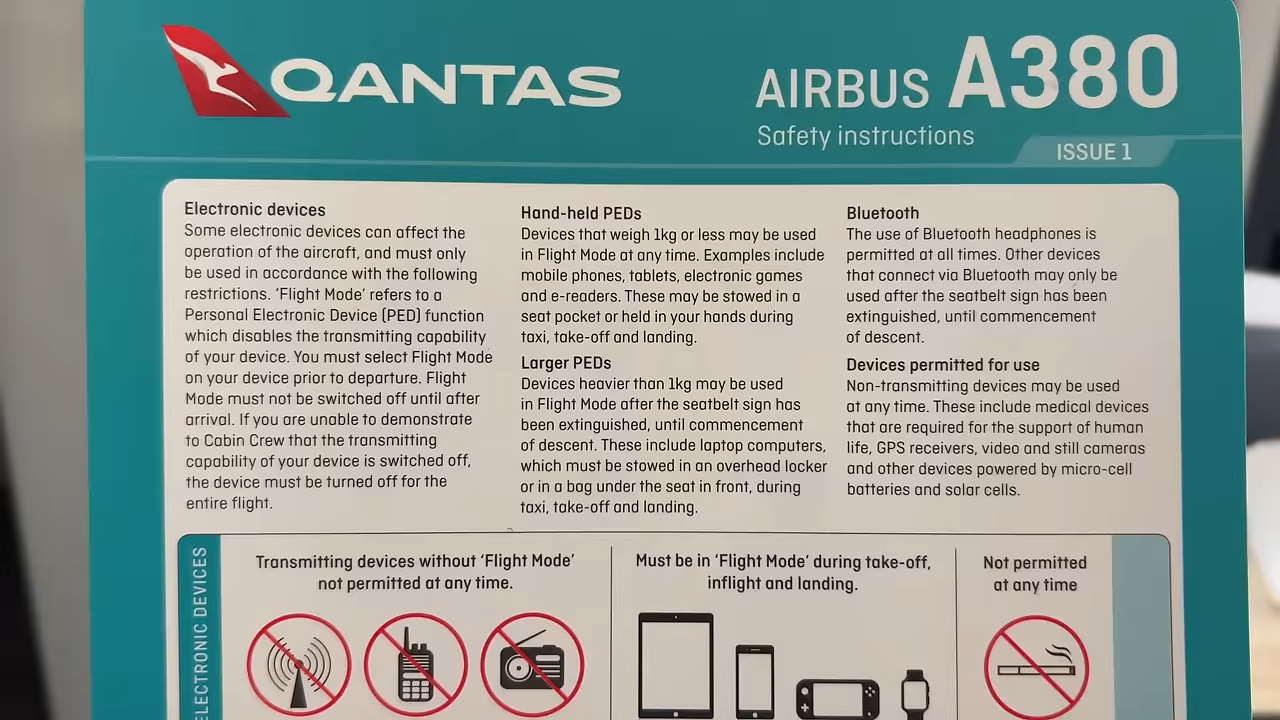 QANTAS
AIRBUS A380
Safety instructions
ISSUE 1
Electronic devices
Some electronic devices can affect the
operation of the aircraft, and must only
be used in accordance with the following
restrictions. ‘Flight Mode’ refers to a
Personal Electronic Device (PED) function
which disables the transmitting capability
of your device. You must select Flight Mode
on your device prior to departure. Flight
Mode must not be switched off until after
arrival. If you are unable to demonstrate
to Cabin Crew that the transmitting
capability of your device is switched off,
the device must be turned off for the
entire flight.
Hand-held PEDs
Devices that weigh 1kg or less may be used
in Flight Mode at any time. Examples include
mobile phones, tablets, electronic games
and e-readers. These may be stowed in a
seat pocket or held in your hands during
taxi, take-off and landing.
Larger PEDs
Devices heavier than 1kg may be used
in Flight Mode after the seatbelt sign has
been extinguished, until commencement
of descent. These include laptop computers,
which must be stowed in an overhead locker
or in a bag under the seat in front, during
taxi, take-off and landing.
Bluetooth
The use of Bluetooth headphones is
permitted at all times. Other devices
that connect via Bluetooth may only be
used after the seatbelt sign has been
extinguished, until commencement
of descent.
Devices permitted for use
Non-transmitting devices may be used
at any time. These include medical devices
that are required for the support of human
life, GPS receivers, video and still cameras
and other devices powered by micro-cell
batteries and solar cells.
ELECTRONIC DEVICES
Transmitting devices without ‘Flight Mode’
not permitted at any time.
Must be in ‘Flight Mode’ during take-off,
inflight and landing.
Not permitted
at any time